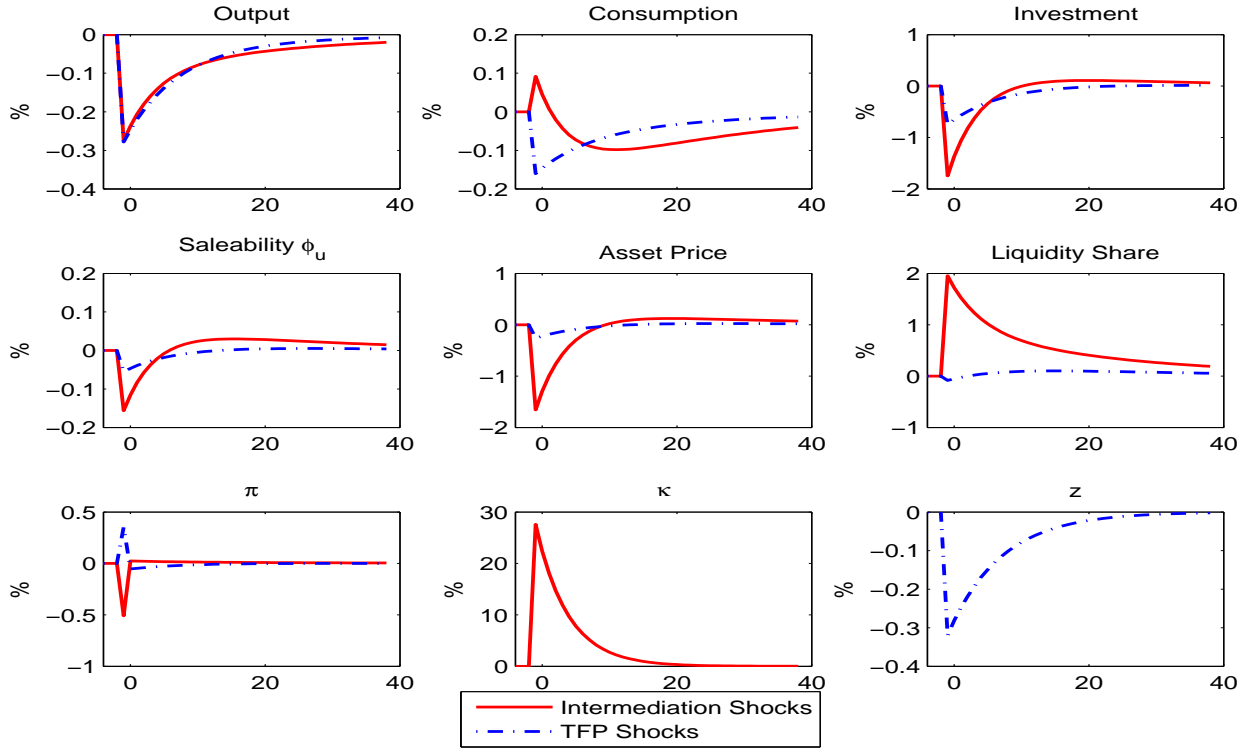 Output
Consumption
Investment
0
−0.1
−0.2
−0.3
−0.4
%
0 20 40
0.2
0.1
0
−0.1
−0.2
%
0 20 40
1
0
−1
−2
%
0 20 40
Saleability ϕ_u
Asset Price
Liquidity Share
0.2
0.1
0
−0.1
−0.2
%
0 20 40
1
0
−1
−2
%
0 20 40
2
1
0
−1
%
0 20 40
π
κ
z
0.5
0
−0.5
−1
%
0 20 40
30
20
10
0
%
0 20 40
0
−0.1
−0.2
−0.3
−0.4
%
0 20 40
Intermediation Shocks
TFP Shocks